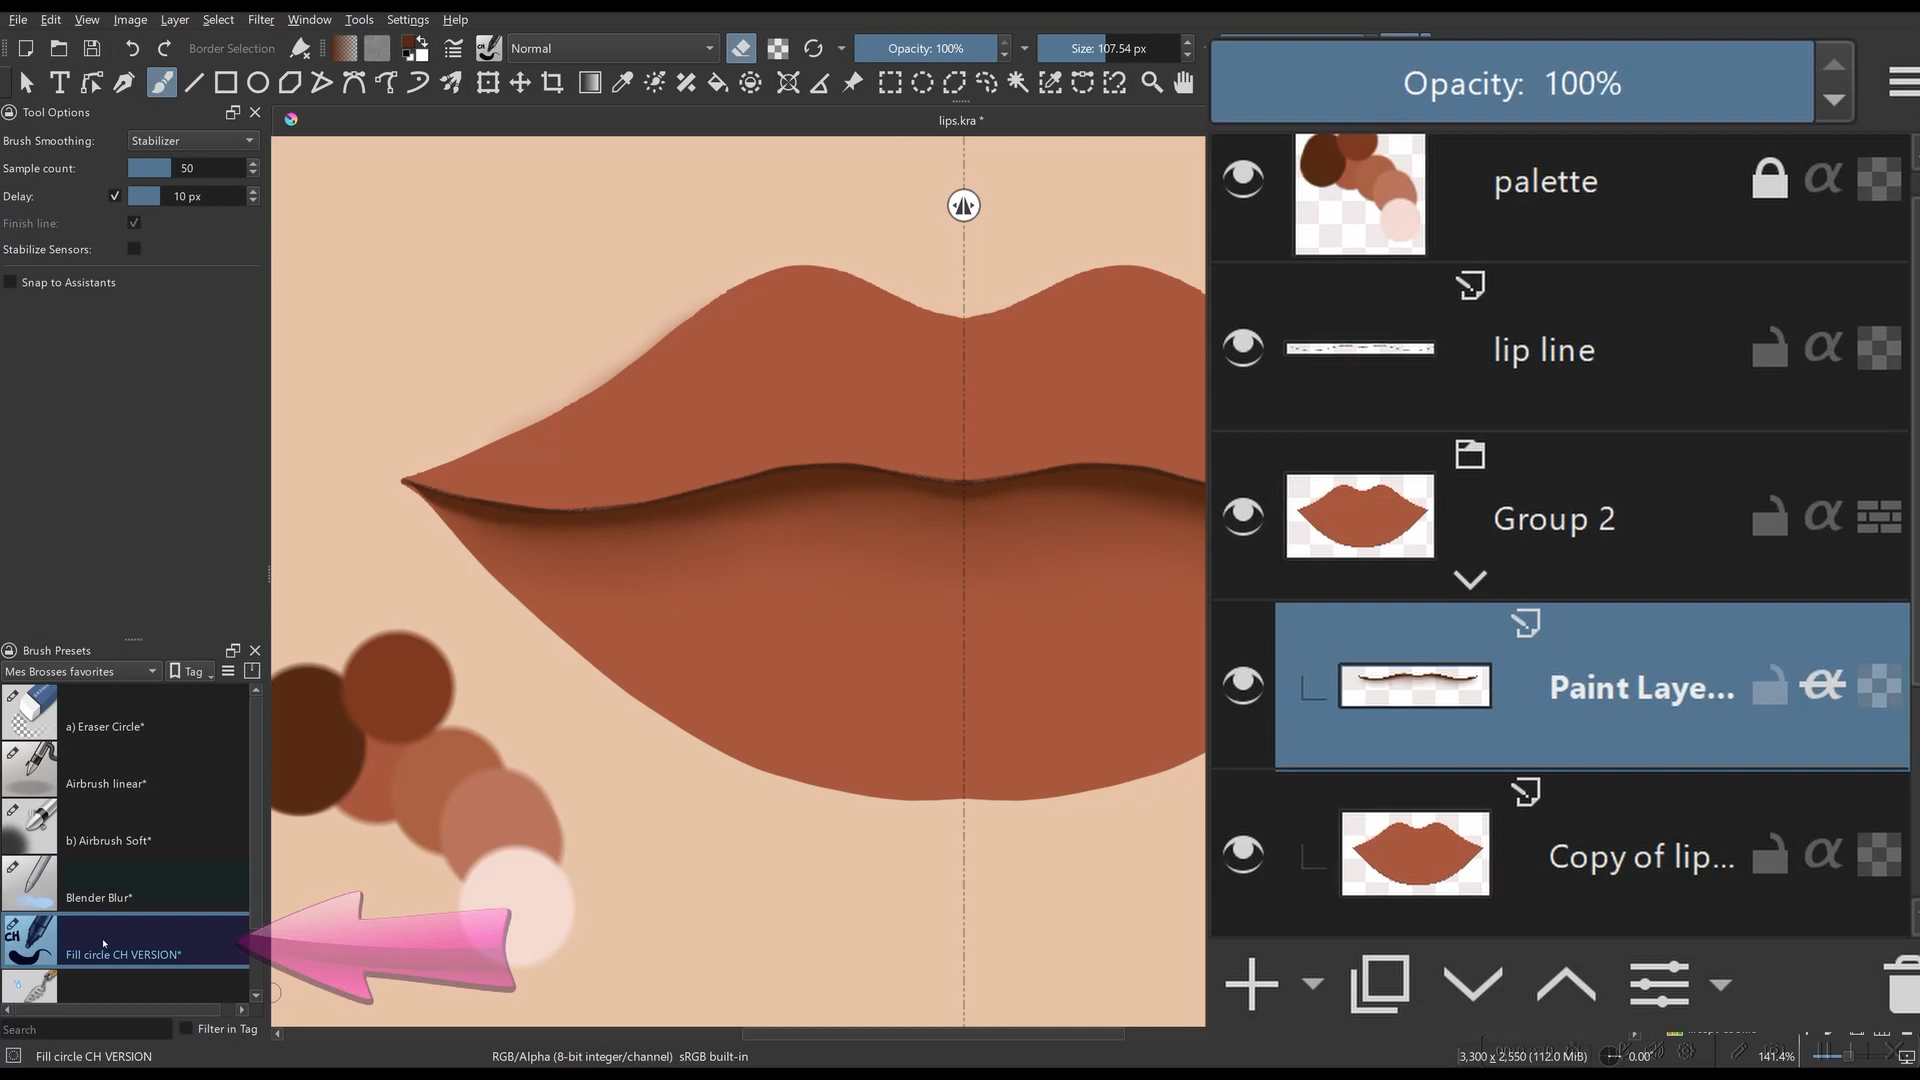 File Edit View Image Layer Select Filter Window Tools Settings Help
Border Selection
Normal
Opacity: 100%
Size: 107.54 px
Tool Options
Brush Smoothing: Stabilizer
Sample count: 50
Delay: 10 px
Finish line:
Stabilize Sensors:
Snap to Assistants
lips.kra *
Opacity: 100%
palette
lip line
Group 2
Paint Laye...
Copy of lip...
Brush Presets
Mes Brosses favorites
Tag
a) Eraser Circle*
Airbrush linear*
b) Airbrush Soft*
Blender Blur*
CH
Fill circle CH VERSION*
Search
Filter in Tag
Fill circle CH VERSION
RGB/Alpha (8-bit integer/channel) sRGB built-in
3,300 x 2,550 (112.0 MiB)
0.00°
141.4%